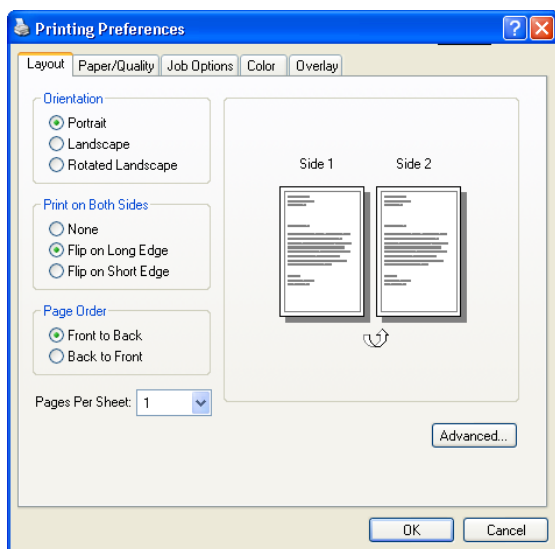 Printing Preferences
Layout Paper/Quality Job Options Color Overlay
Orientation
Portrait
Landscape
Rotated Landscape
Print on Both Sides
None
Flip on Long Edge
Flip on Short Edge
Page Order
Front to Back
Back to Front
Pages Per Sheet: 1
Side 1 Side 2
Advanced...
OK Cancel